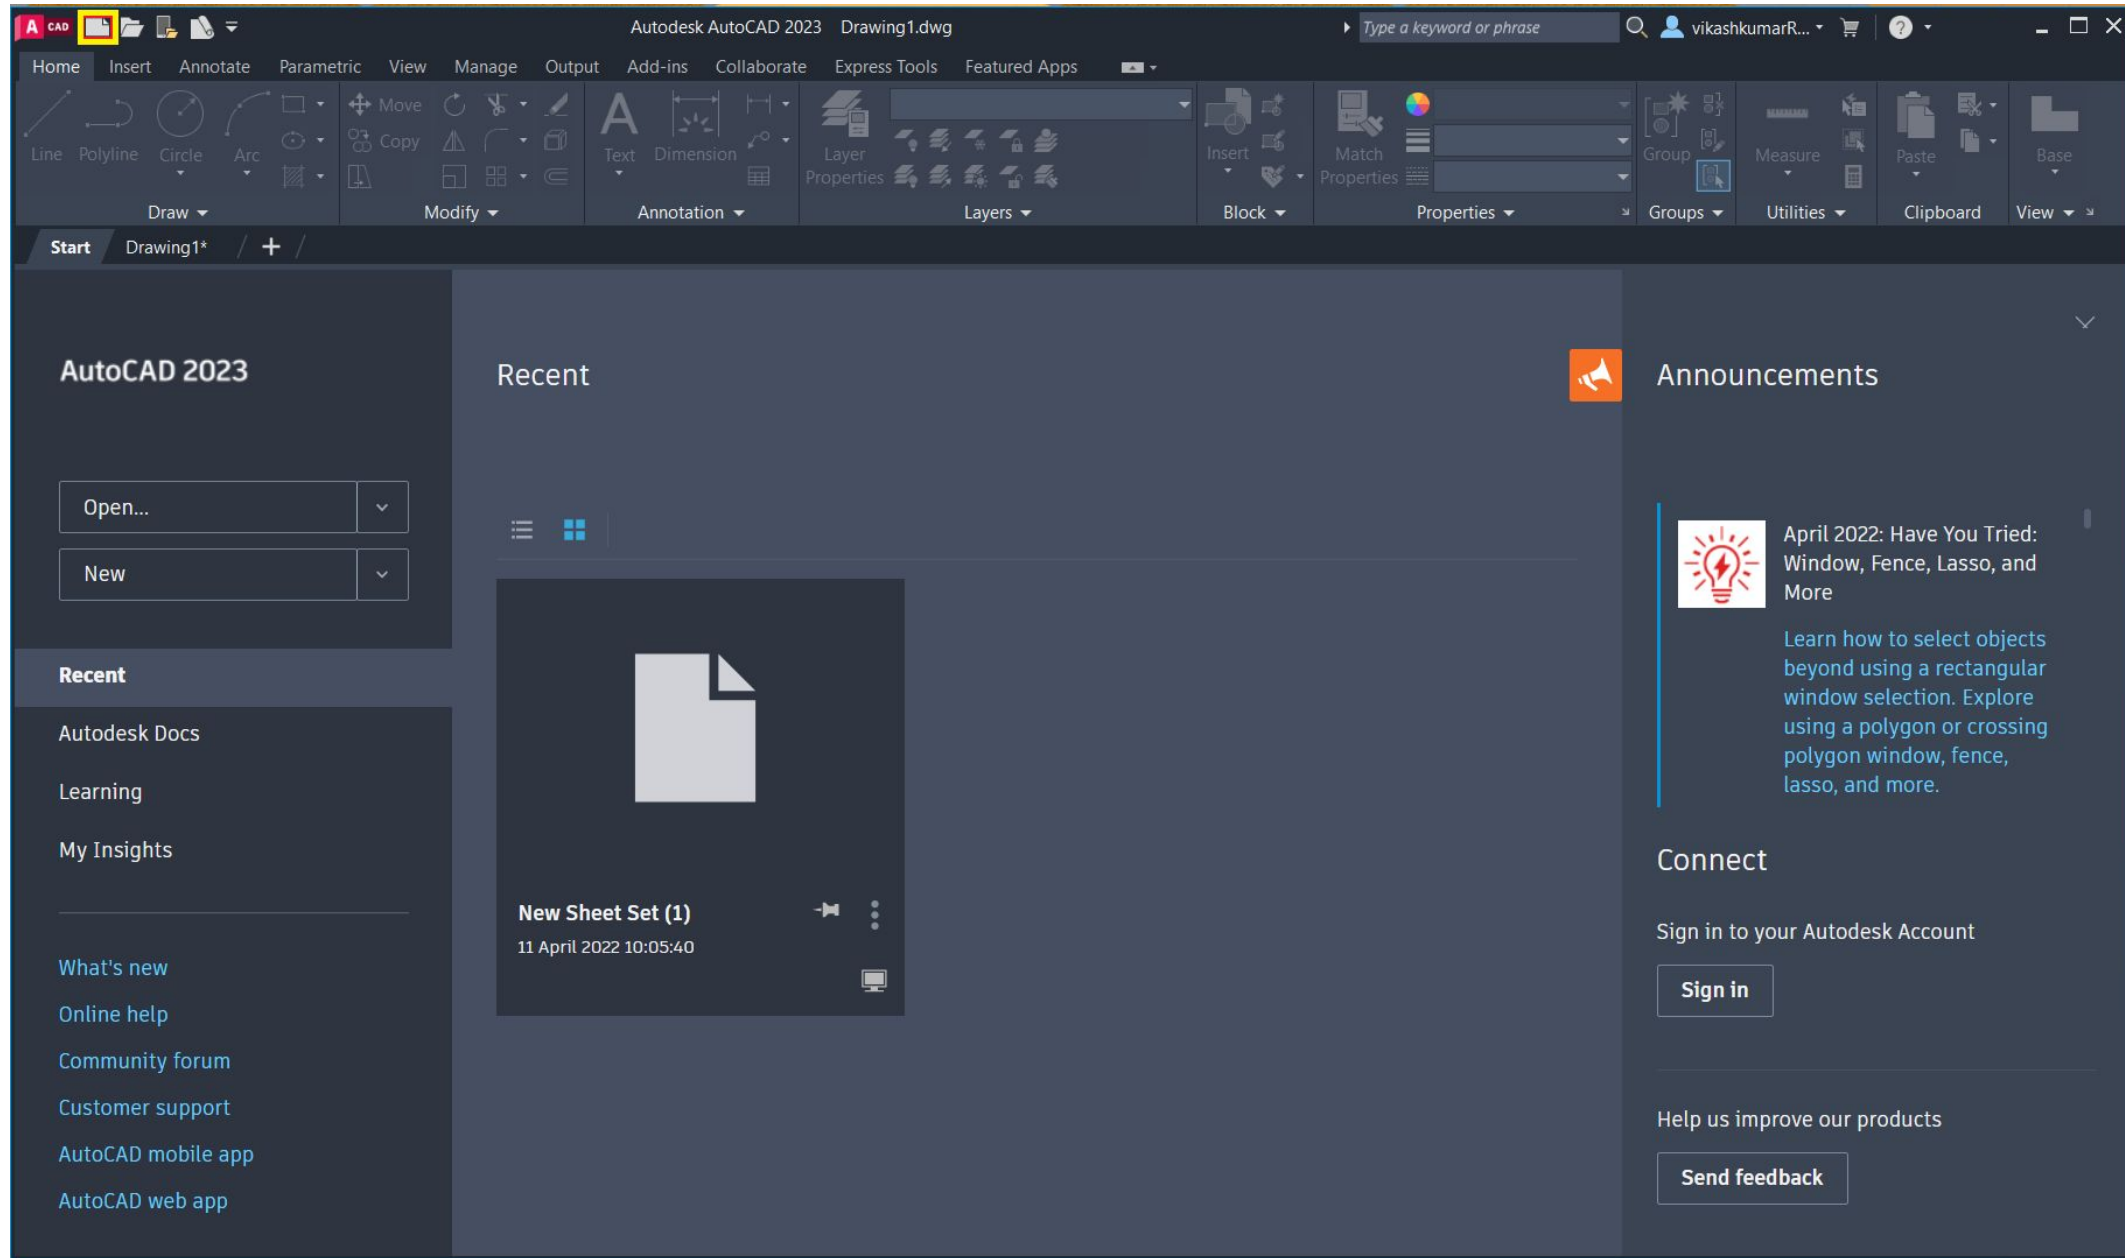 A CAD
Autodesk AutoCAD 2023 Drawing1.dwg
Type a keyword or phrase
vikashkumarR...
Home Insert Annotate Parametric View Manage Output Add-ins Collaborate Express Tools Featured Apps
Line Polyline Circle Arc
Move
Copy
Text Dimension
Layer
Properties
Insert
Match
Properties
Group
Measure
Paste
Base
Draw Modify Annotation Layers Block Properties Groups Utilities Clipboard View
Start Drawing1*
AutoCAD 2023
Open...
New
Recent
Autodesk Docs
Learning
My Insights
What's new
Online help
Community forum
Customer support
AutoCAD mobile app
AutoCAD web app
Recent
New Sheet Set (1)
11 April 2022 10:05:40
Announcements
April 2022: Have You Tried:
Window, Fence, Lasso, and
More
Learn how to select objects
beyond using a rectangular
window selection. Explore
using a polygon or crossing
polygon window, fence,
lasso, and more.
Connect
Sign in to your Autodesk Account
Sign in
Help us improve our products
Send feedback